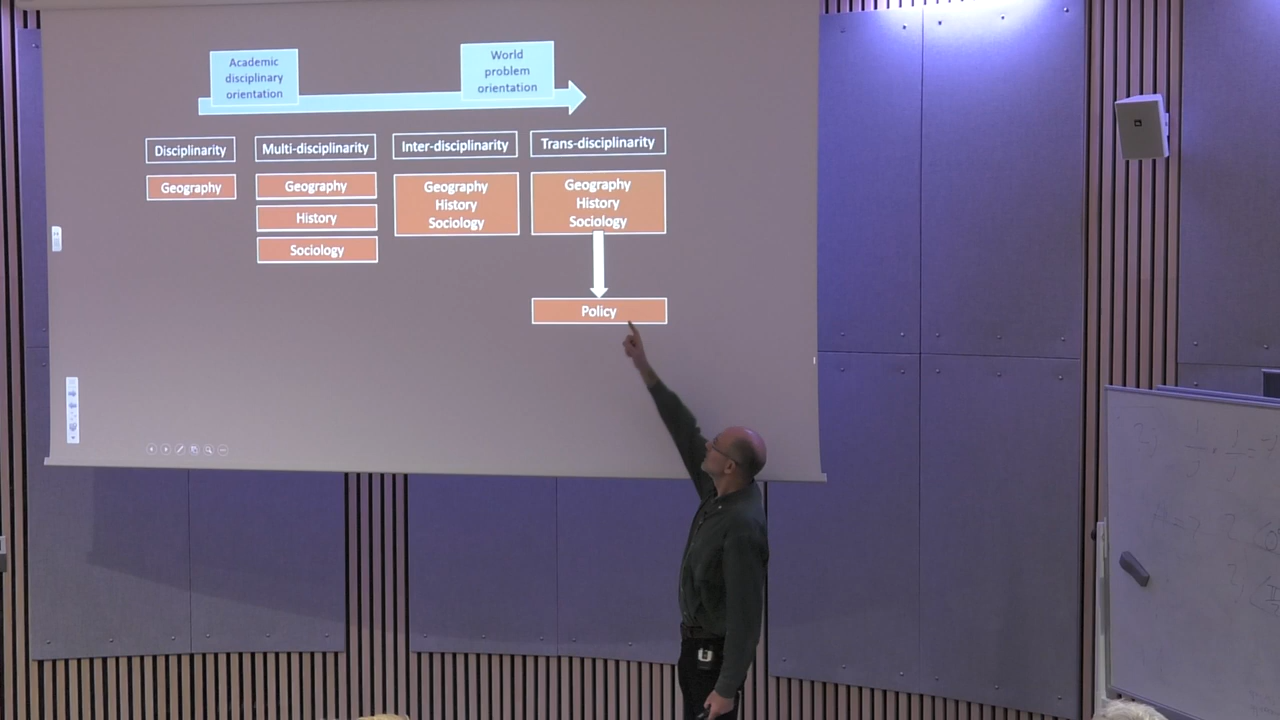 Academic
disciplinary
orientation
World
problem
orientation
Disciplinarity
Multi-disciplinarity
Inter-disciplinarity
Trans-disciplinarity
Geography
Geography
History
Sociology
Geography
History
Sociology
Geography
History
Sociology
Policy